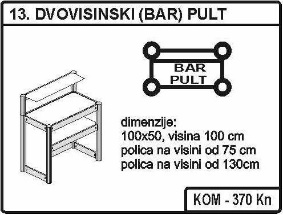 13. DVOVISINSKI (BAR) PULT
BAR
PULT
dimenzije:
100x50, visina 100 cm
polica na visini od 75 cm
polica na visini od 130cm
KOM - 370 Kn